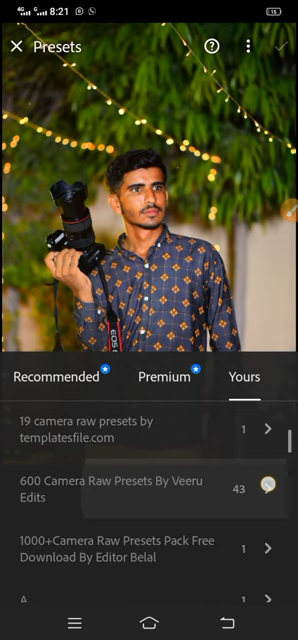 4G G 8:21 15
Presets
EOS
Recommended Premium Yours
19 camera raw presets by
templatesfile.com
1
600 Camera Raw Presets By Veeru
Edits
43
1000+Camera Raw Presets Pack Free
Download By Editor Belal
1
A 1